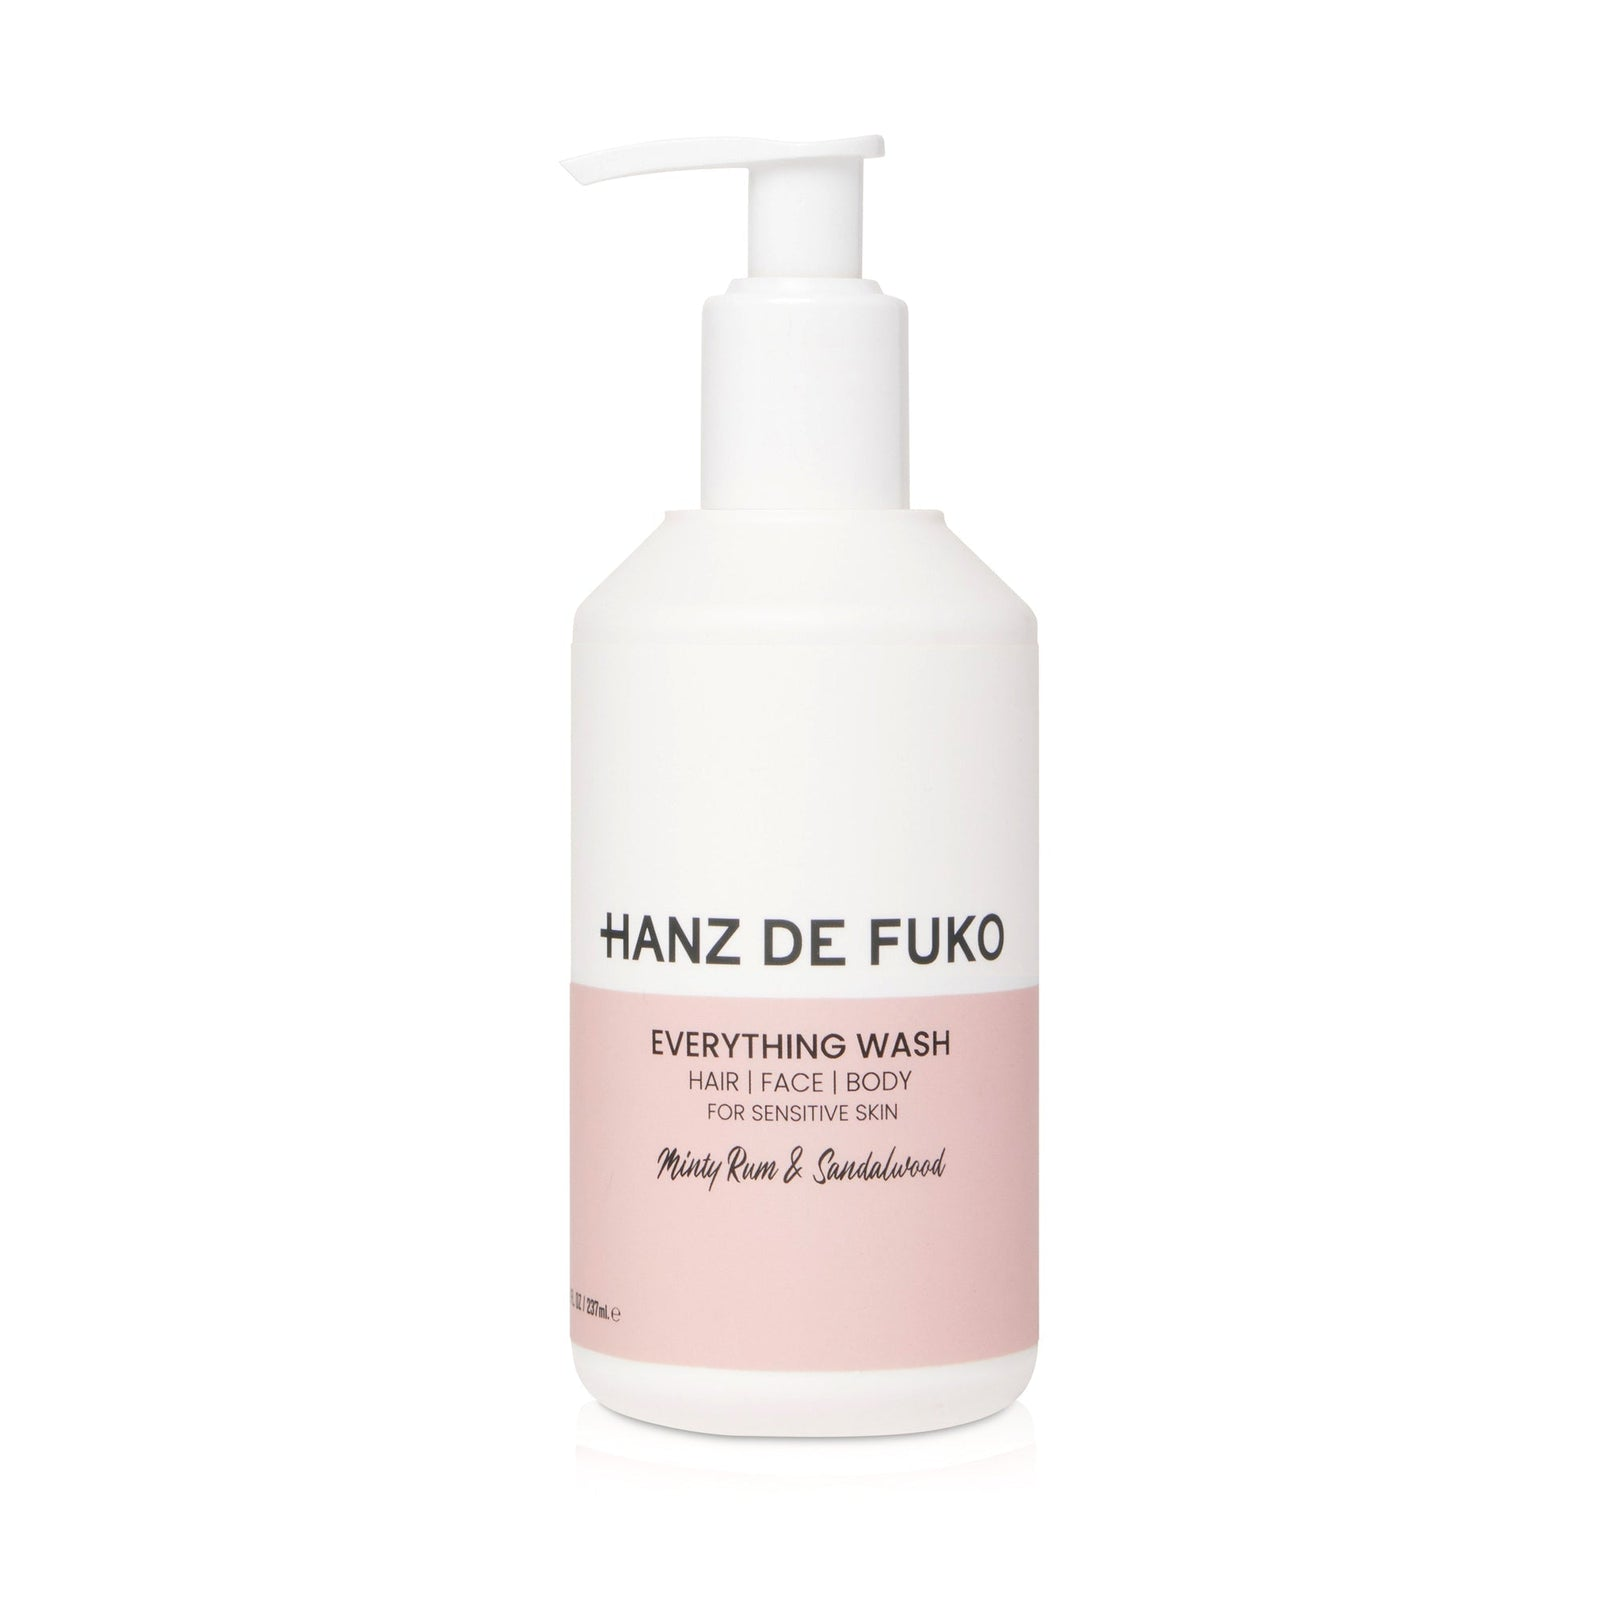 HANZ DE FUKO
EVERYTHING WASH
HAIR | FACE | BODY
FOR SENSITIVE SKIN
Minty Rum & Sandalwood
OZ / 237ml. ℮